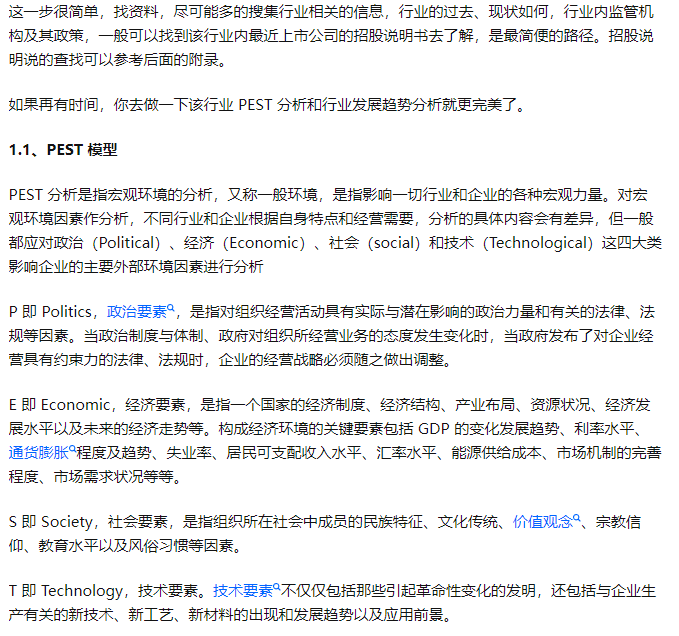 这一步很简单，找资料，尽可能多的搜集行业相关的信息，行业的过去、现状如何，行业内监管机
构及其政策，一般可以找到该行业内最近上市公司的招股说明书去了解，是最简便的路径。招股说
明说的查找可以参考后面的附录。
如果再有时间，你去做一下该行业 PEST 分析和行业发展趋势分析就更完美了。
1.1、PEST 模型
PEST 分析是指宏观环境的分析，又称一般环境，是指影响一切行业和企业的各种宏观力量。对宏
观环境因素作分析，不同行业和企业根据自身特点和经营需要，分析的具体内容会有差异，但一般
都应对政治（Political）、经济（Economic）、社会（social）和技术（Technological）这四大类
影响企业的主要外部环境因素进行分析
P 即 Politics，政治要素，是指对组织经营活动具有实际与潜在影响的政治力量和有关的法律、法
规等因素。当政治制度与体制、政府对组织所经营业务的态度发生变化时，当政府发布了对企业经
营具有约束力的法律、法规时，企业的经营战略必须随之做出调整。
E 即 Economic，经济要素，是指一个国家的经济制度、经济结构、产业布局、资源状况、经济发
展水平以及未来的经济走势等。构成经济环境的关键要素包括 GDP 的变化发展趋势、利率水平、
通货膨胀程度及趋势、失业率、居民可支配收入水平、汇率水平、能源供给成本、市场机制的完善
程度、市场需求状况等等。
S 即 Society，社会要素，是指组织所在社会中成员的民族特征、文化传统、价值观念、宗教信
仰、教育水平以及风俗习惯等因素。
T 即 Technology，技术要素。技术要素不仅仅包括那些引起革命性变化的发明，还包括与企业生
产有关的新技术、新工艺、新材料的出现和发展趋势以及应用前景。